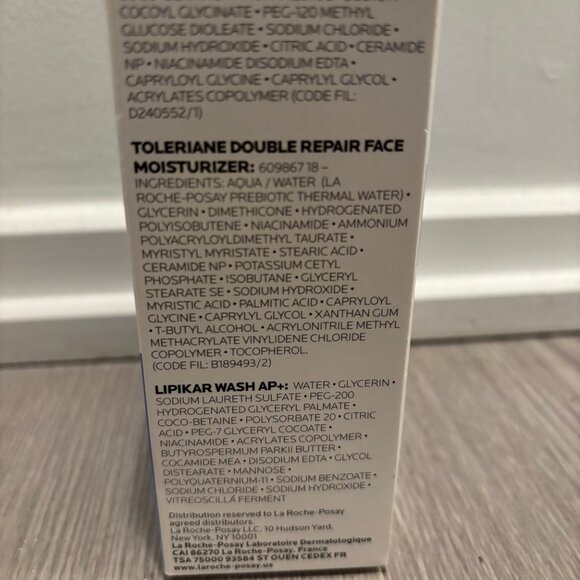 COCOYL GLYCINATE • PEG-120 METHYL
GLUCOSE DIOLEATE • SODIUM CHLORIDE •
SODIUM HYDROXIDE • CITRIC ACID • CERAMIDE
NP • NIACINAMIDE DISODIUM EDTA •
CAPRYLOYL GLYCINE • CAPRYLYL GLYCOL •
ACRYLATES COPOLYMER (CODE FIL:
D240552/1)
TOLERIANE DOUBLE REPAIR FACE
MOISTURIZER: 609867 18 –
INGREDIENTS: AQUA / WATER (LA
ROCHE-POSAY PREBIOTIC THERMAL WATER) •
GLYCERIN • DIMETHICONE • HYDROGENATED
POLYISOBUTENE • NIACINAMIDE • AMMONIUM
POLYACRYLOYLDIMETHYL TAURATE •
MYRISTYL MYRISTATE • STEARIC ACID •
CERAMIDE NP • POTASSIUM CETYL
PHOSPHATE • ISOBUTANE • GLYCERYL
STEARATE SE • SODIUM HYDROXIDE •
MYRISTIC ACID • PALMITIC ACID • CAPRYLOYL
GLYCINE • CAPRYLYL GLYCOL • XANTHAN GUM
• T-BUTYL ALCOHOL • ACRYLONITRILE METHYL
METHACRYLATE VINYLIDENE CHLORIDE
COPOLYMER • TOCOPHEROL.
(CODE FIL: B189493/2)
LIPIKAR WASH AP+: WATER • GLYCERIN •
SODIUM LAURETH SULFATE • PEG-200
HYDROGENATED GLYCERYL PALMATE •
COCO-BETAINE • POLYSORBATE 20 • CITRIC
ACID • PEG-7 GLYCERYL COCOATE •
NIACINAMIDE • ACRYLATES COPOLYMER •
BUTYROSPERMUM PARKII BUTTER •
COCAMIDE MEA • DISODIUM EDTA • GLYCOL
DISTEARATE • MANNOSE •
POLYQUATERNIUM-11 • SODIUM BENZOATE •
SODIUM CHLORIDE • SODIUM HYDROXIDE •
VITREOSCILLA FERMENT
Distribution reserved to La Roche-Posay
agreed distributors.
La Roche-Posay LLC, 10 Hudson Yard,
New York, NY 10001
La Roche-Posay Laboratoire Dermatologique
CAI 86270 La Roche-Posay. France
TSA 75000 93584 ST OUEN CEDEX FR
www.laroche-posay.us